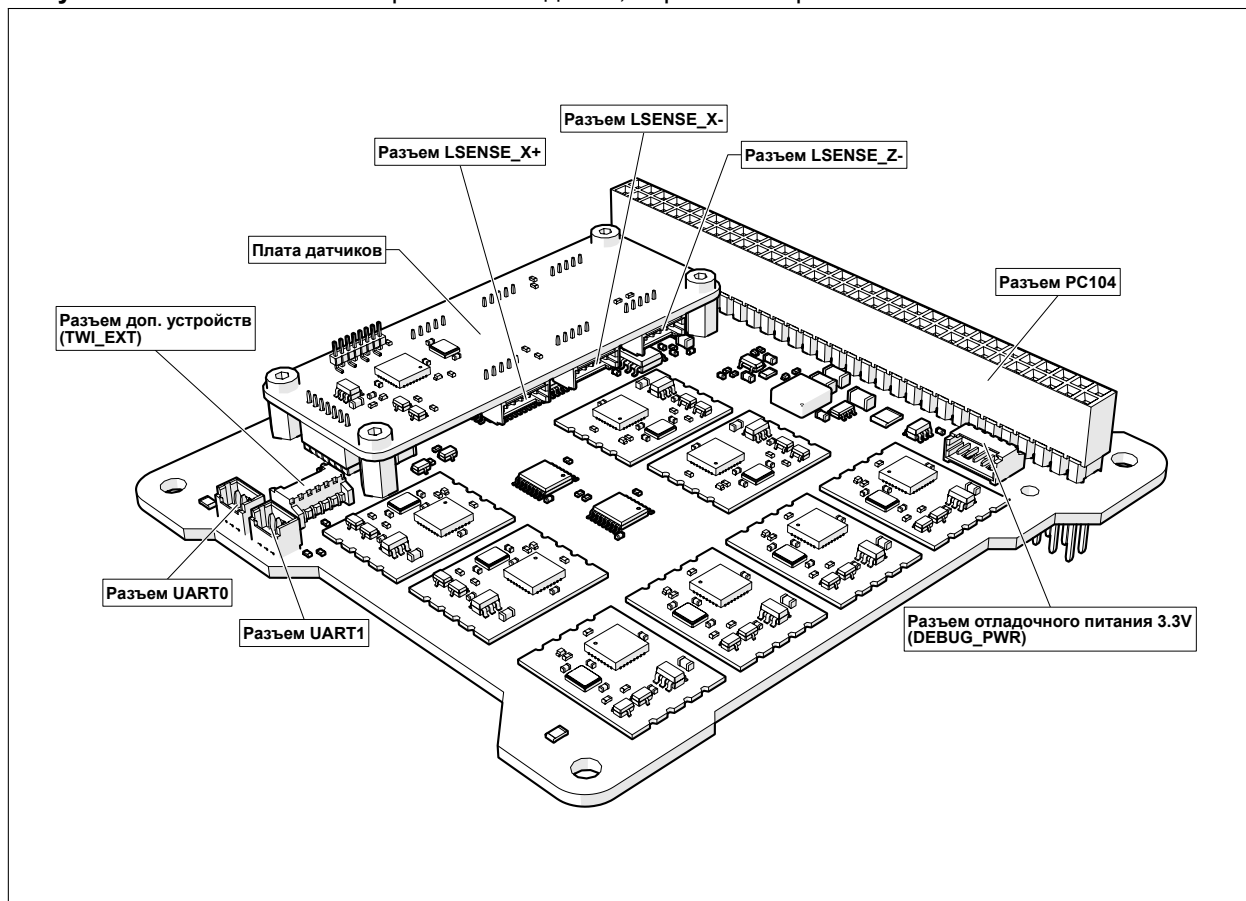 Разъем LSENSE_X-
Разъем LSENSE_X+
Разъем LSENSE_Z-
Плата датчиков
Разъем PC104
Разъем доп. устройств
(TWI_EXT)
Разъем UART0
Разъем UART1
Разъем отладочного питания 3.3V
(DEBUG_PWR)